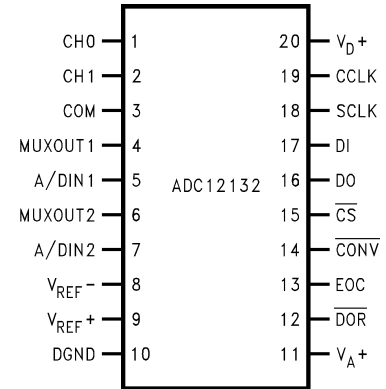 CH0 1 20 VD+
CH1 2 19 CCLK
COM 3 18 SCLK
MUXOUT1 4 17 DI
A/DIN1 5 ADC12132 16 DO
MUXOUT2 6 15 CS
A/DIN2 7 14 CONV
VREF- 8 13 EOC
VREF+ 9 12 DOR
DGND 10 11 VA+